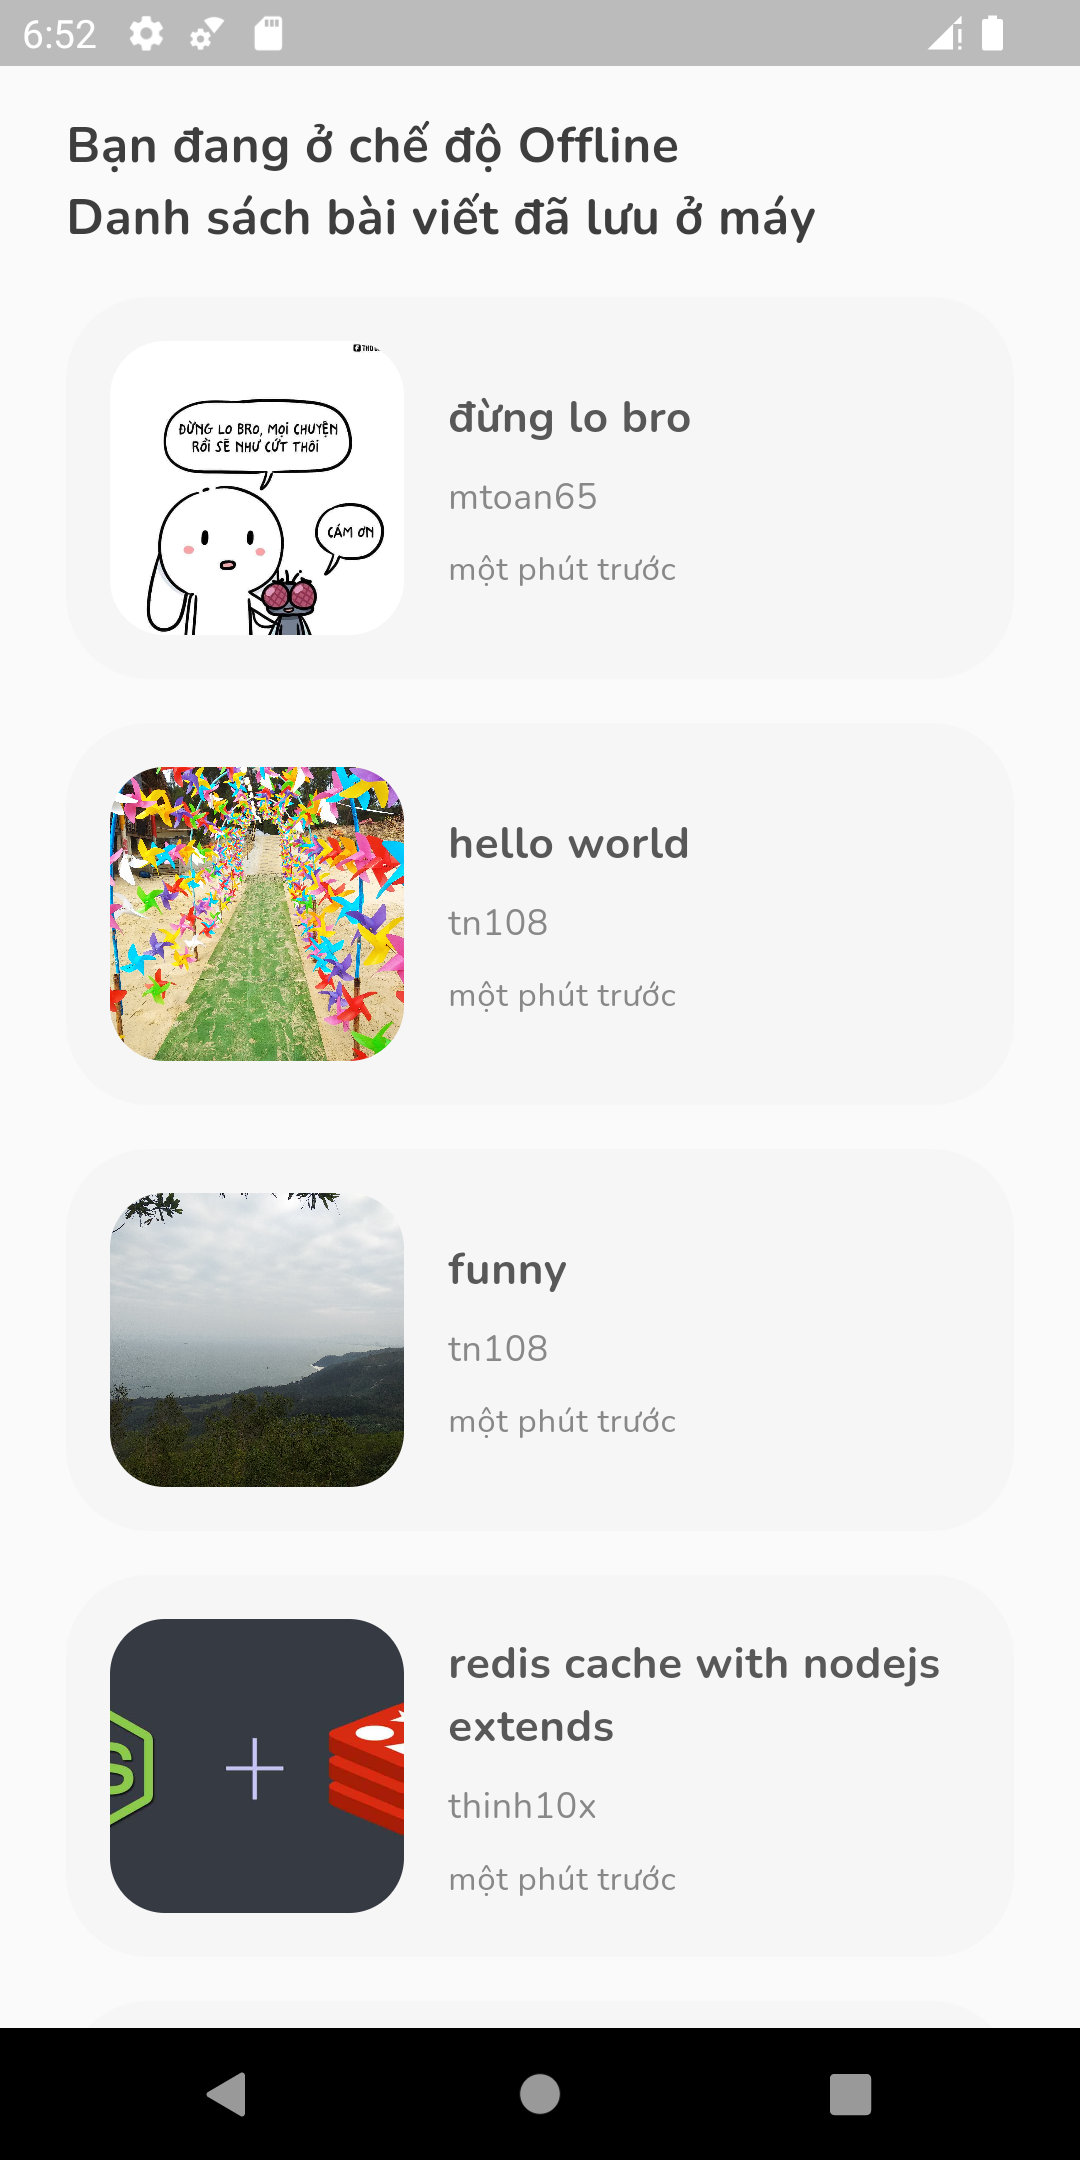 6:52
Bạn đang ở chế độ Offline
Danh sách bài viết đã lưu ở máy
ĐỪNG LO BRO, MỌI CHUYỆN
RỒI SẼ NHƯ CỨT THÔI
CÁM ƠN
đừng lo bro
mtoan65
một phút trước
hello world
tn108
một phút trước
funny
tn108
một phút trước
redis cache with nodejs
extends
thinh10x
một phút trước